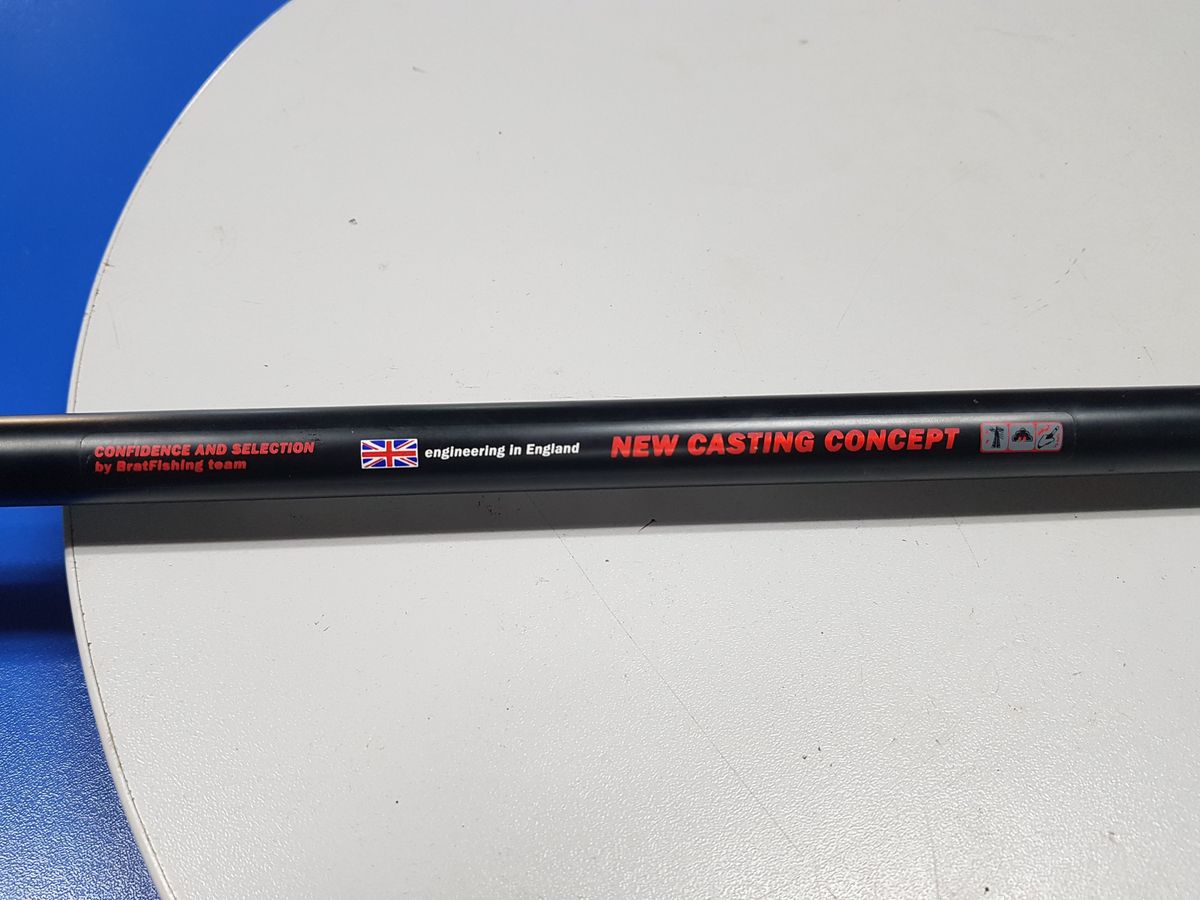 CONFIDENCE AND SELECTION
by BratFishing team
engineering in England
NEW CASTING CONCEPT